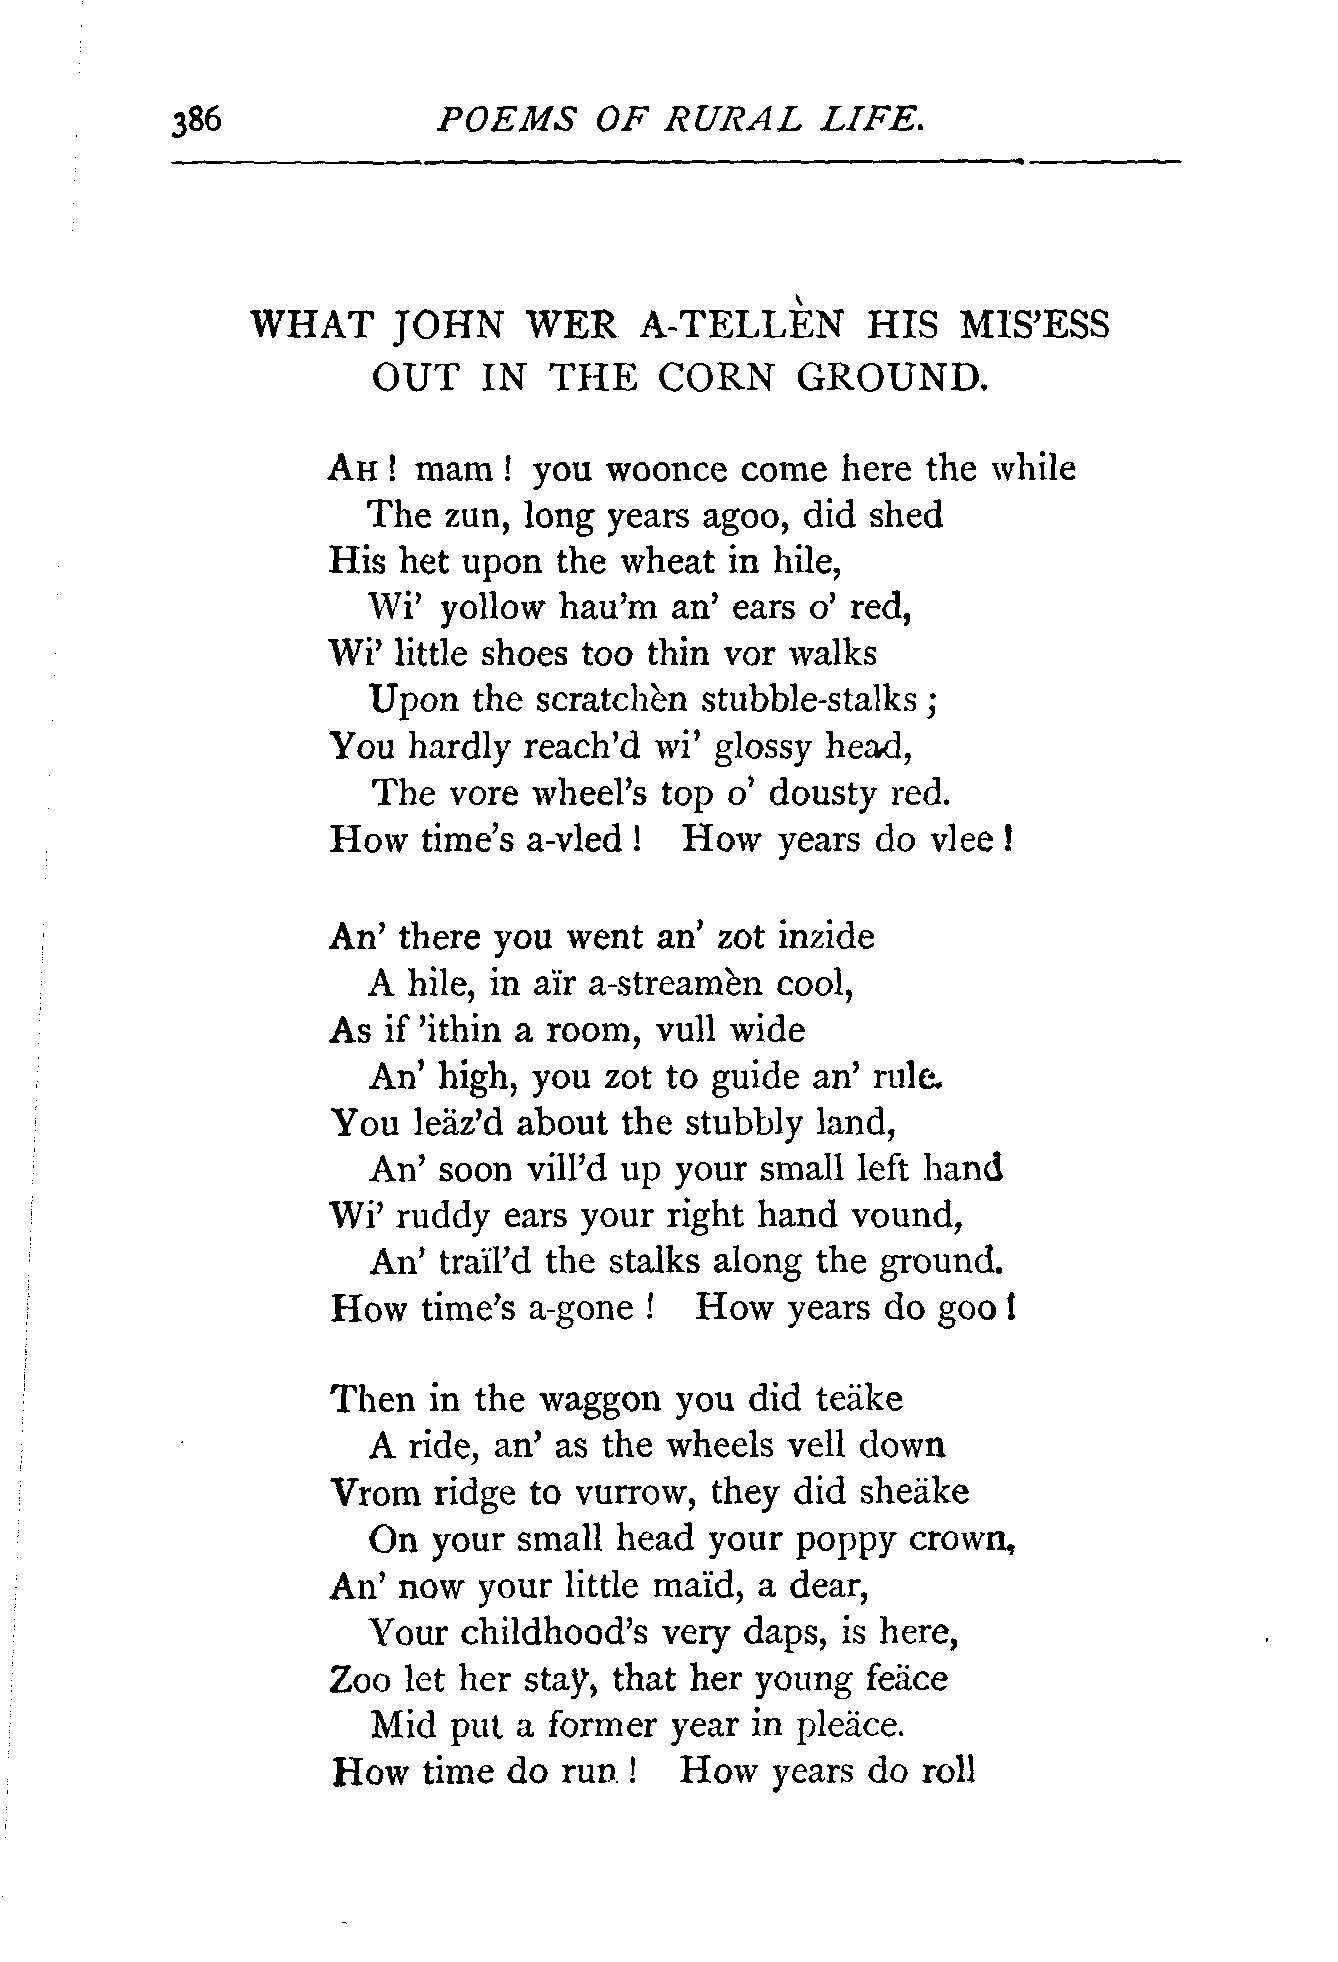 386 POEMS OF RURAL LIFE.
WHAT JOHN WER A-TELLÈN HIS MIS'ESS
OUT IN THE CORN GROUND.
AH! mam! you woonce come here the while
The zun, long years agoo, did shed
His het upon the wheat in hile,
Wi' yollow hau'm an' ears o' red,
Wi' little shoes too thin vor walks
Upon the scratchèn stubble-stalks;
You hardly reach'd wi' glossy head,
The vore wheel's top o' dousty red.
How time's a-vled! How years do vlee!
An' there you went an' zot inzide
A hile, in aïr a-streamèn cool,
As if 'ithin a room, vull wide
An' high, you zot to guide an' rule.
You leäz'd about the stubbly land,
An' soon vill'd up your small left hand
Wi' ruddy ears your right hand vound,
An' traïl'd the stalks along the ground.
How time's a-gone! How years do goo!
Then in the waggon you did teäke
A ride, an' as the wheels vell down
Vrom ridge to vurrow, they did sheäke
On your small head your poppy crown,
An' now your little maïd, a dear,
Your childhood's very daps, is here,
Zoo let her stay, that her young feäce
Mid put a former year in pleäce.
How time do run! How years do roll